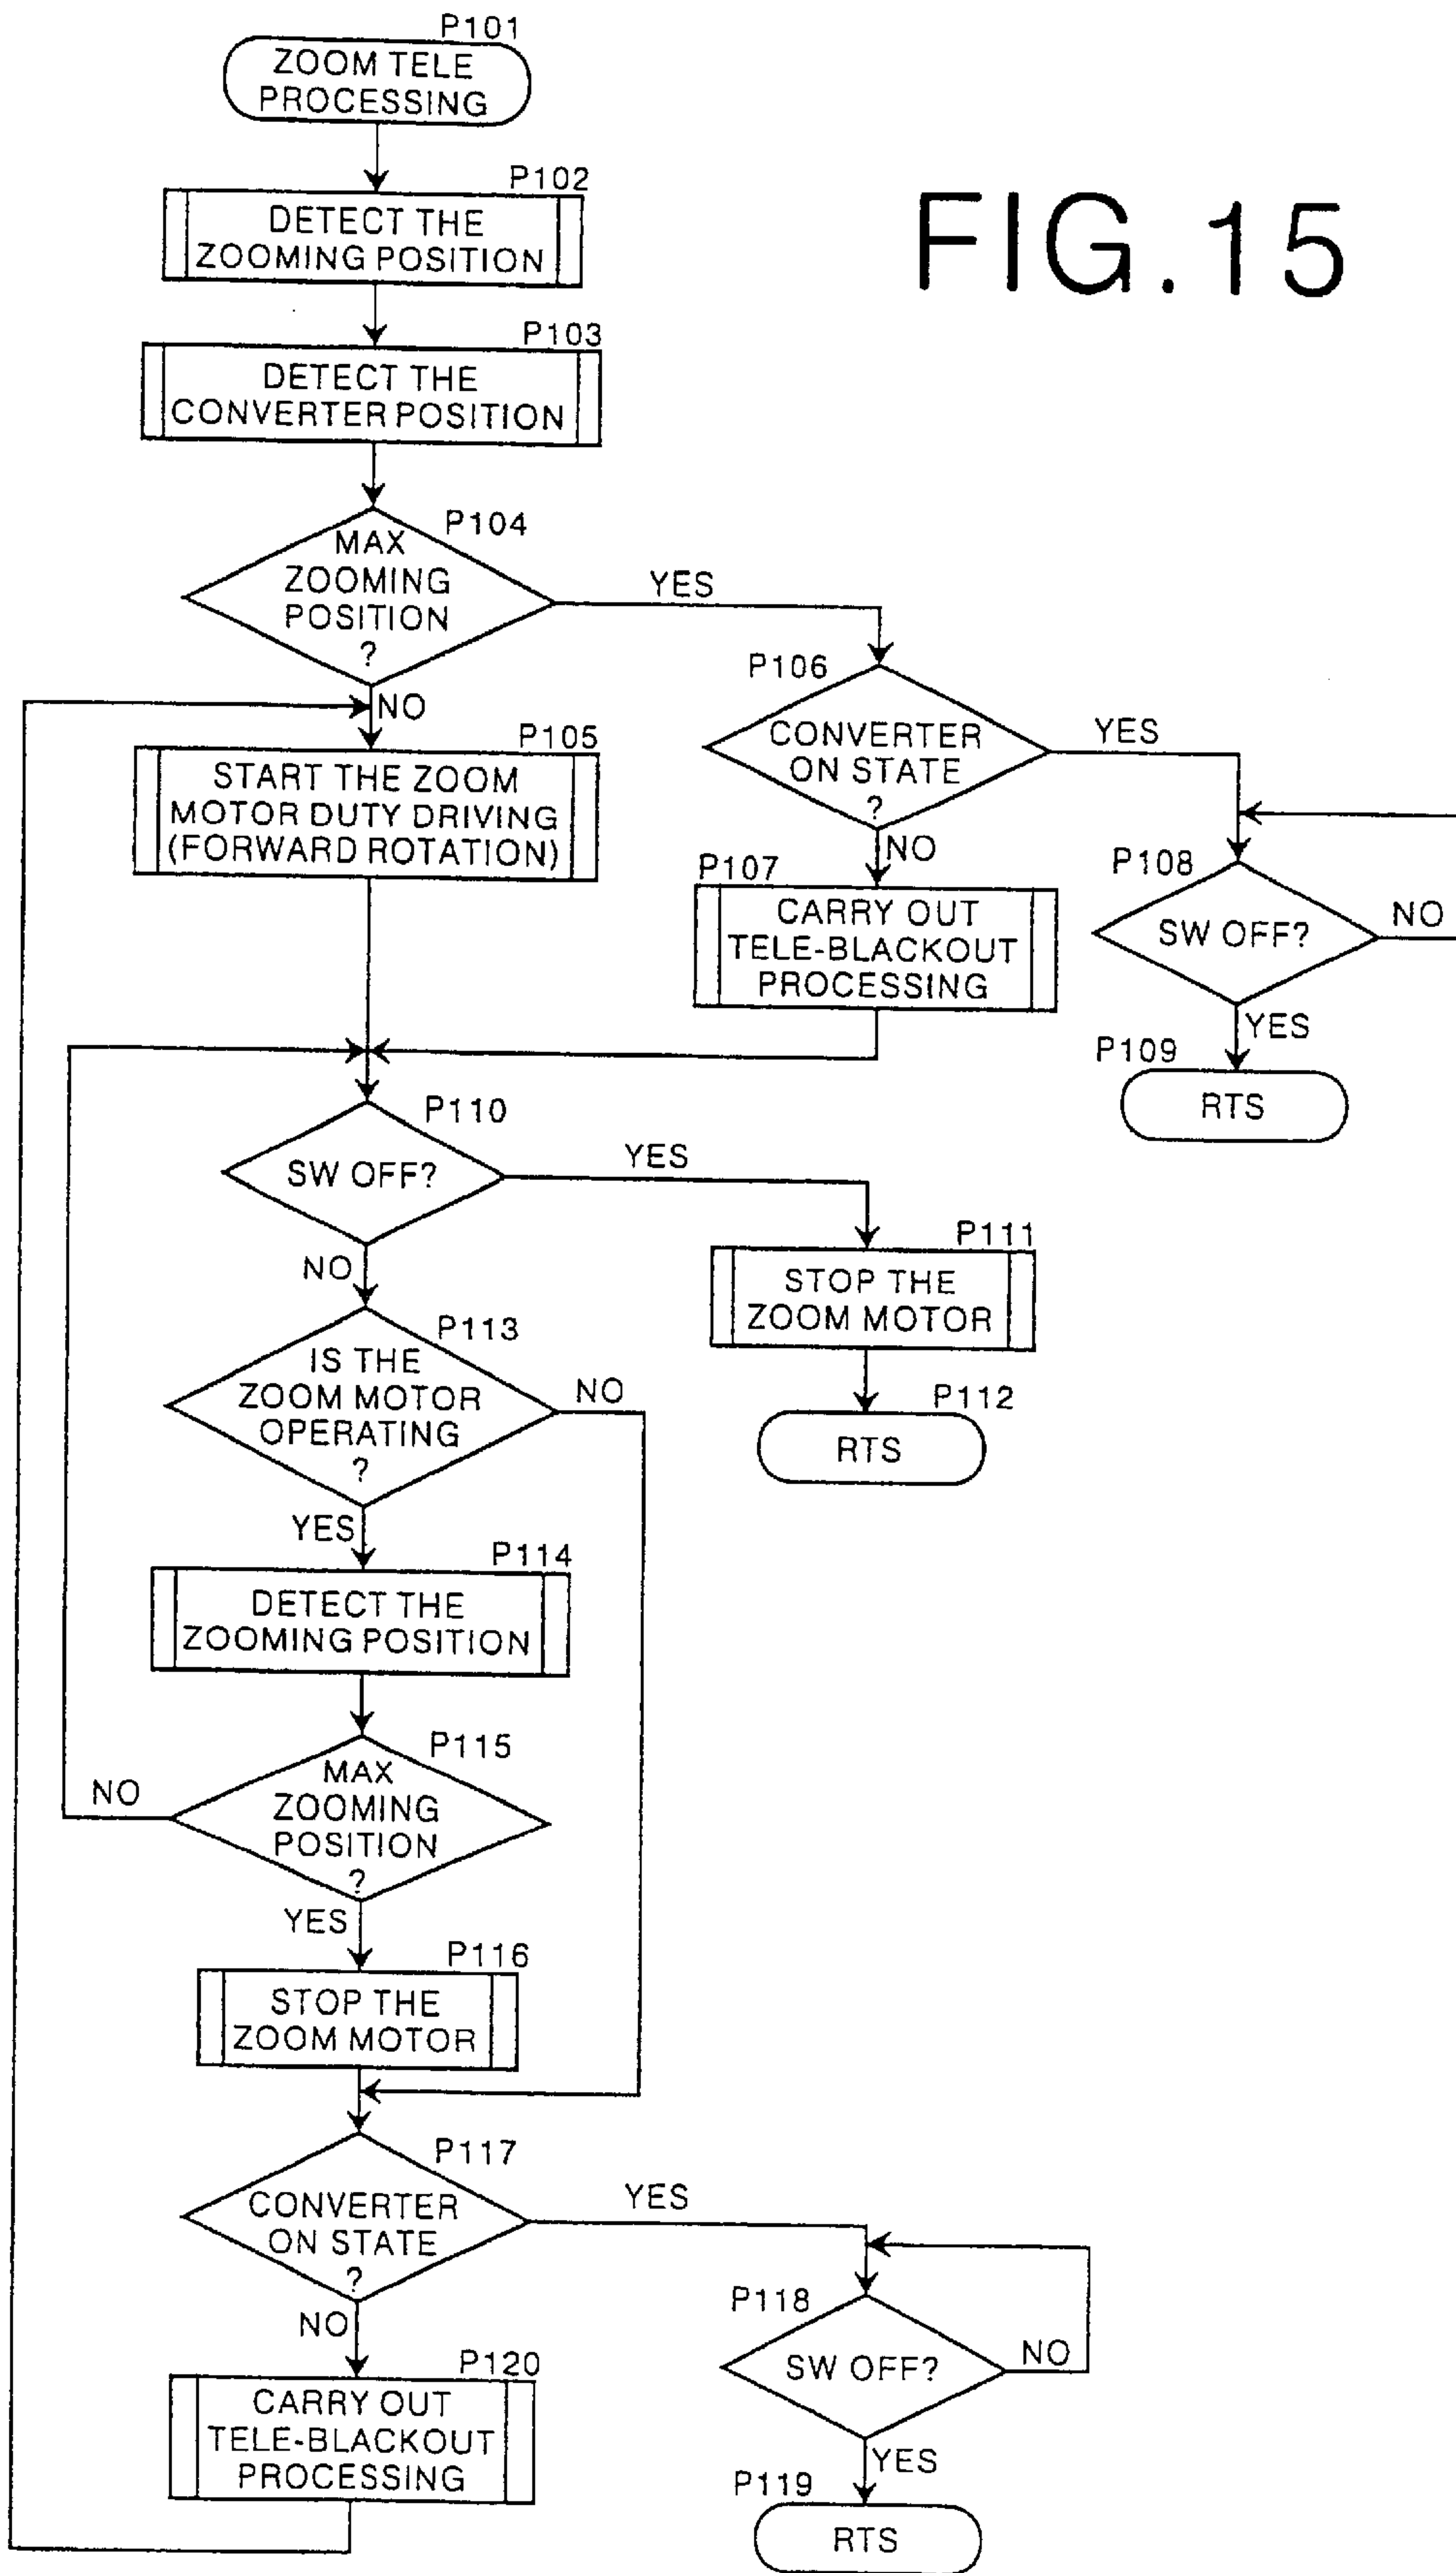 P101
ZOOM TELE
PROCESSING
FIG.15
P102
DETECT THE
ZOOMING POSITION
P103
DETECT THE
CONVERTER POSITION
P104
MAX
ZOOMING
POSITION
?
YES
NO
P105
START THE ZOOM
MOTOR DUTY DRIVING
(FORWARD ROTATION)
P106
CONVERTER
ON STATE
?
YES
NO
P107
CARRY OUT
TELE-BLACKOUT
PROCESSING
P108
SW OFF?
NO
YES
P109
RTS
P110
SW OFF?
YES
NO
P111
STOP THE
ZOOM MOTOR
P112
RTS
P113
IS THE
ZOOM MOTOR
OPERATING
?
NO
YES
P114
DETECT THE
ZOOMING POSITION
P115
MAX
ZOOMING
POSITION
?
NO
YES
P116
STOP THE
ZOOM MOTOR
P117
CONVERTER
ON STATE
?
YES
NO
P118
SW OFF?
NO
YES
P119
RTS
P120
CARRY OUT
TELE-BLACKOUT
PROCESSING